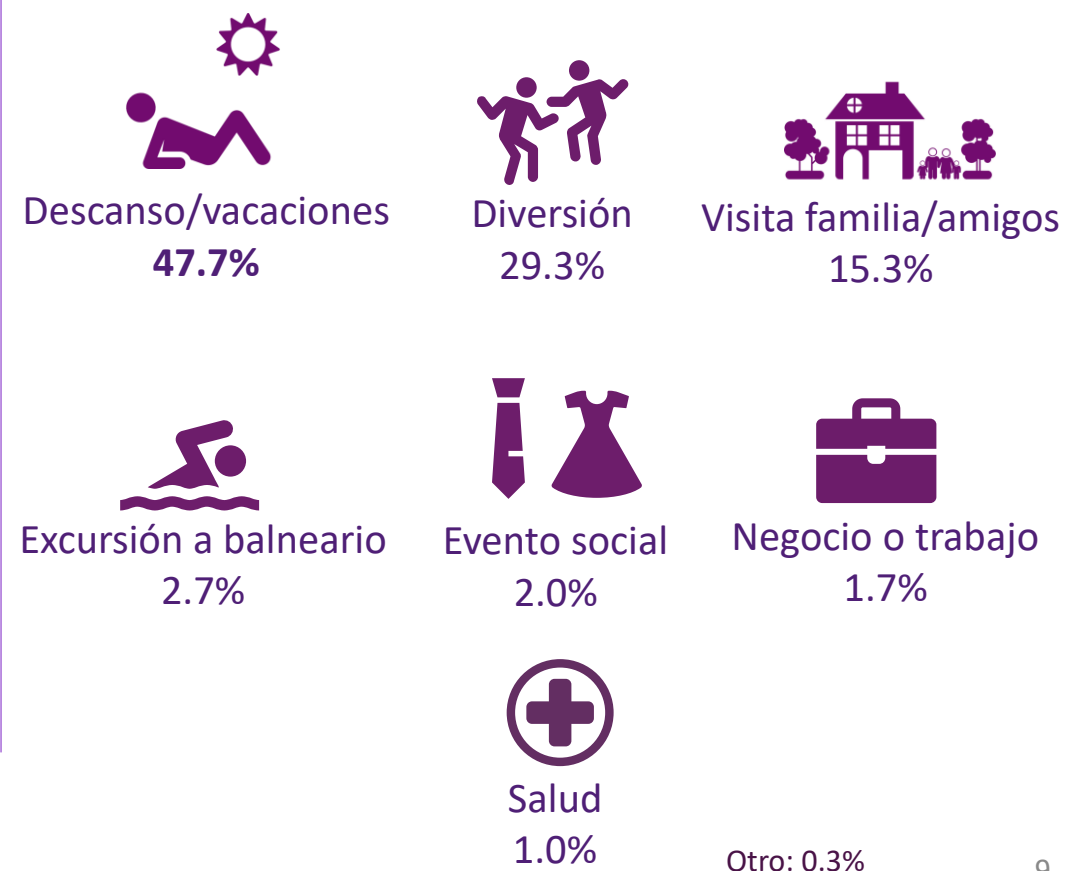 Descanso/vacaciones
47.7%
Diversión
29.3%
Visita familia/amigos
15.3%
Excursión a balneario
2.7%
Evento social
2.0%
Negocio o trabajo
1.7%
Salud
1.0%
Otro: 0.3%
9